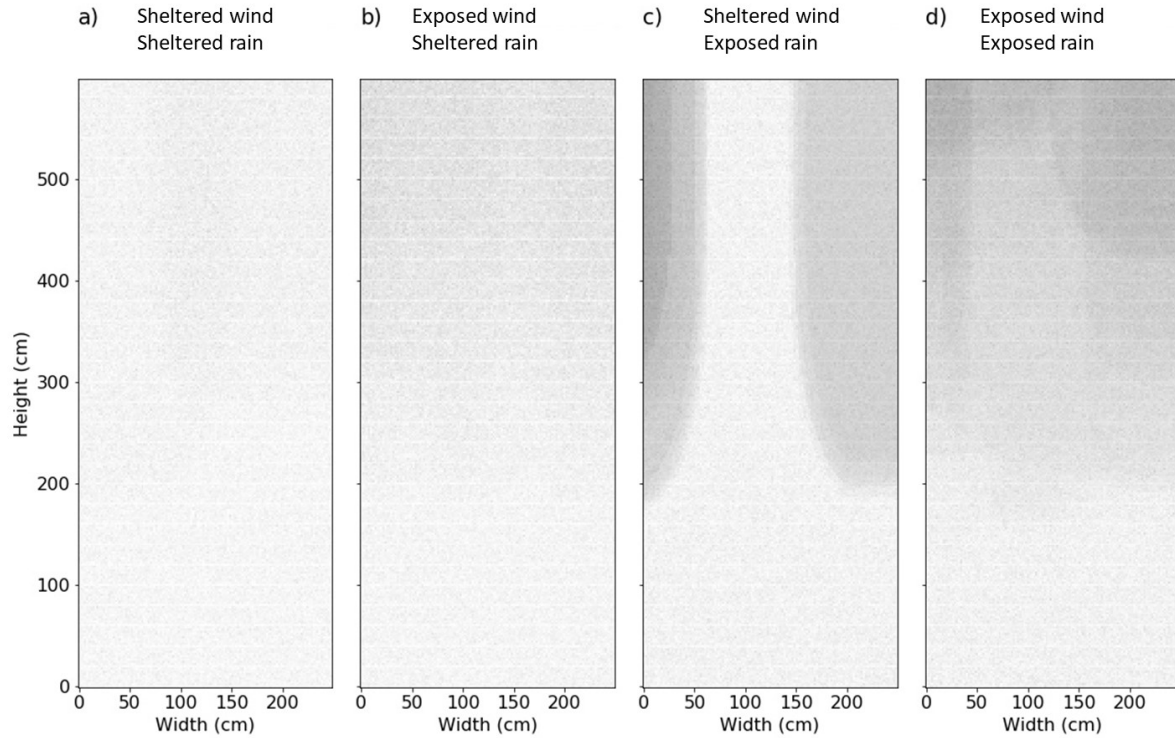 a) Sheltered wind
Sheltered rain
b) Exposed wind
Sheltered rain
c) Sheltered wind
Exposed rain
d) Exposed wind
Exposed rain
Height (cm)
500
400
300
200
100
0
0 50 100 150 200
Width (cm)
0 50 100 150 200
Width (cm)
0 50 100 150 200
Width (cm)
0 50 100 150 200
Width (cm)